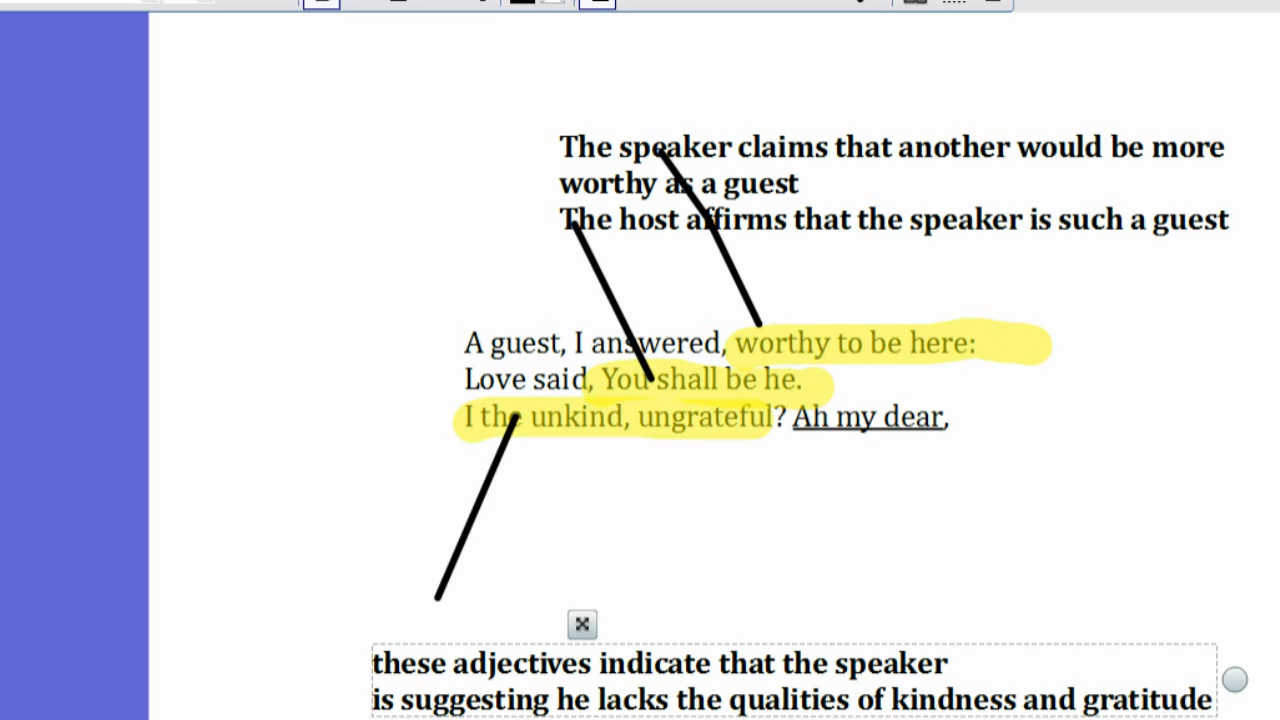 The speaker claims that another would be more
worthy as a guest
The host affirms that the speaker is such a guest
A guest, I answered, worthy to be here:
Love said, You shall be he.
I the unkind, ungrateful? Ah my dear,
these adjectives indicate that the speaker
is suggesting he lacks the qualities of kindness and gratitude